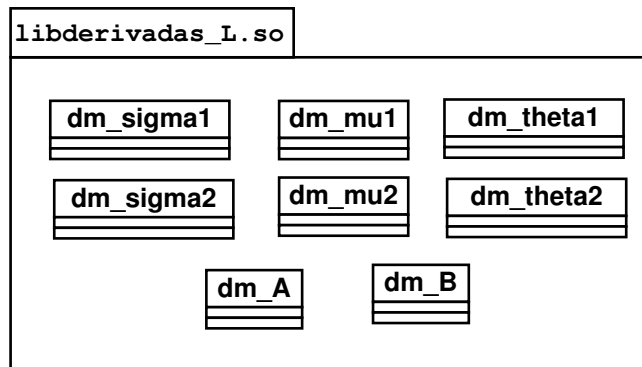 libderivadas_L.so
dm_sigma1 dm_mu1 dm_theta1
dm_sigma2 dm_mu2 dm_theta2
dm_A dm_B